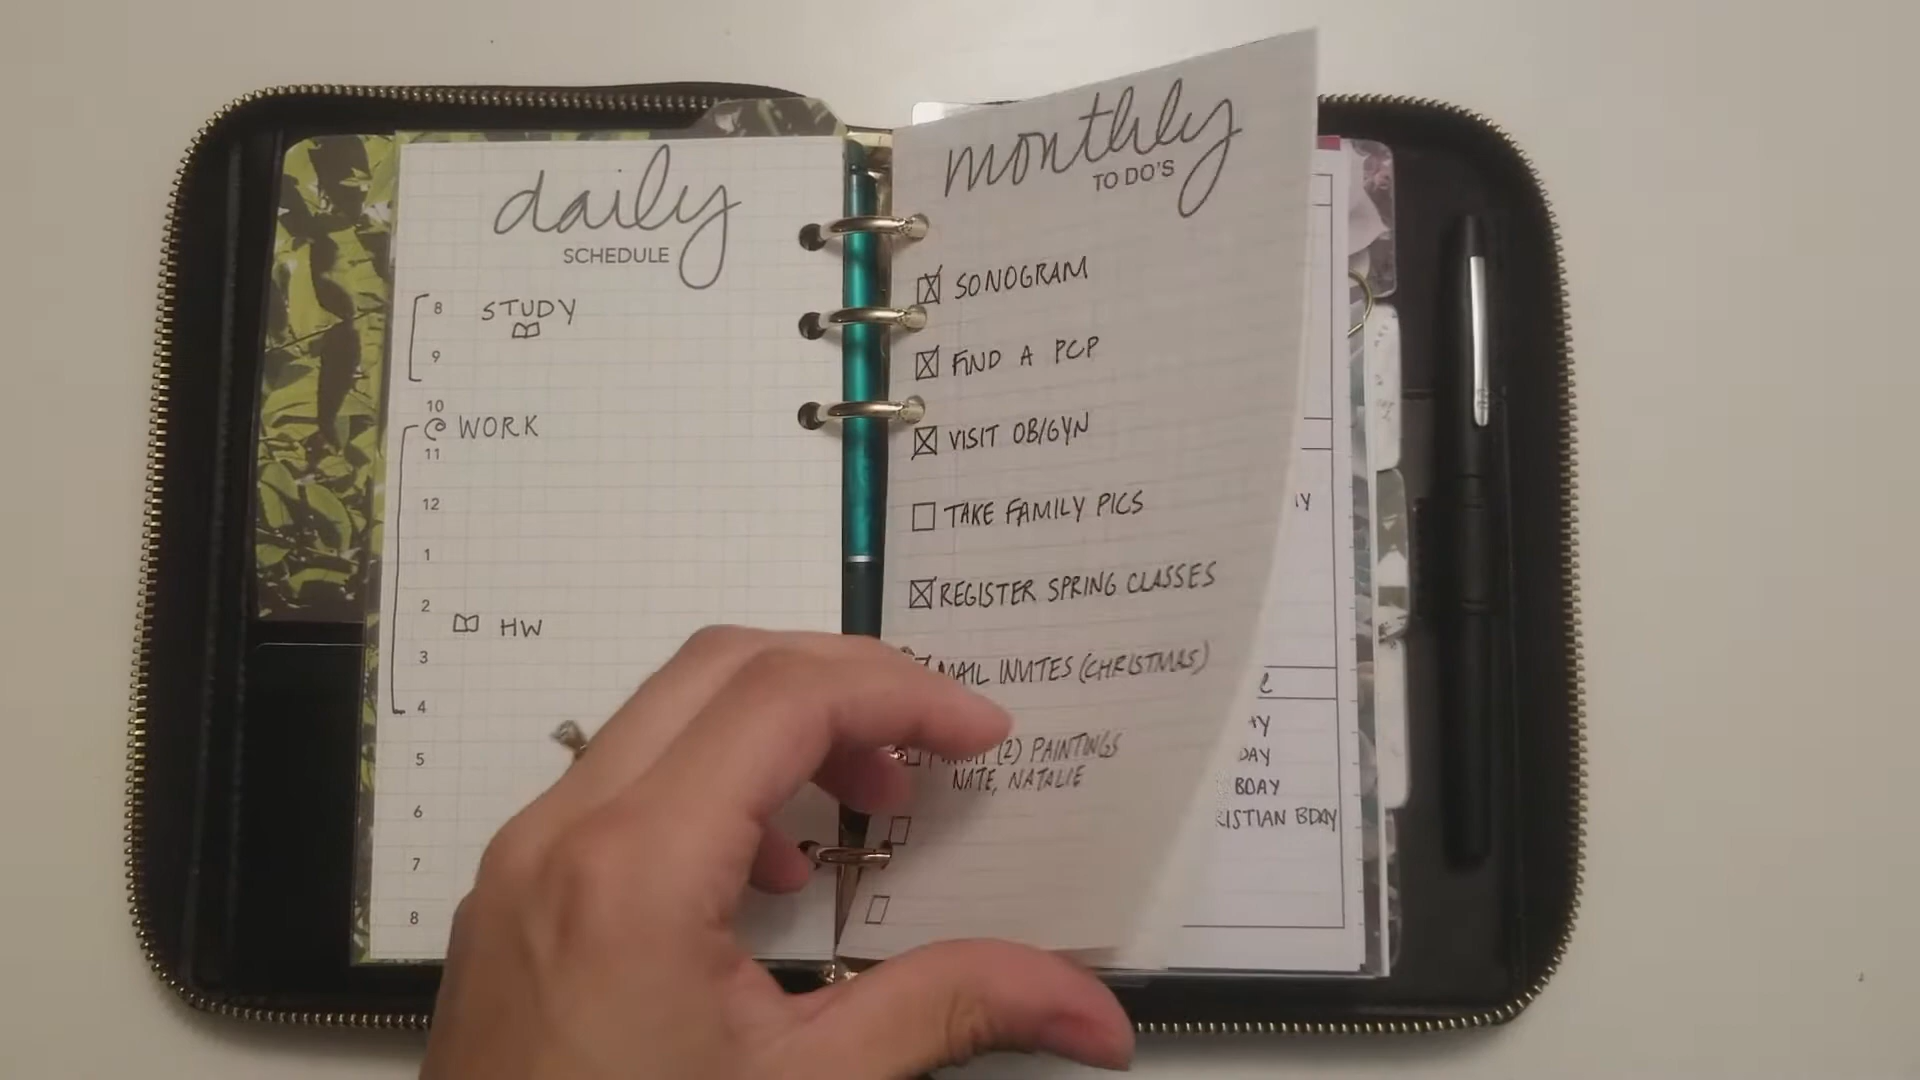 daily
SCHEDULE
8 STUDY
9
10
WORK
11
12
1
2
HW
3
4
5
6
7
8
monthly
TO DO'S
SONOGRAM
FIND A PCP
VISIT OB/GYN
TAKE FAMILY PICS
REGISTER SPRING CLASSES
MAIL INVITES (CHRISTMAS)
(2) PAINTINGS
NATE, NATALIE
DAY
BDAY
BDAY